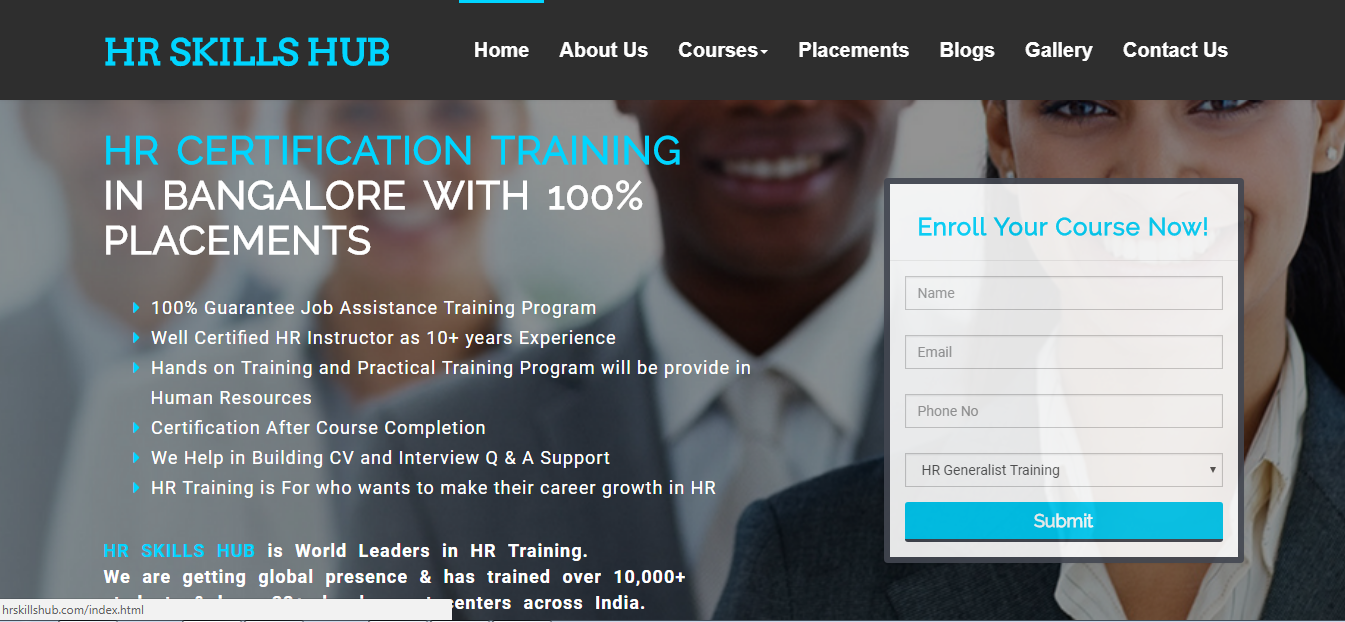 HR SKILLS HUB
Home About Us Courses Placements Blogs Gallery Contact Us
HR CERTIFICATION TRAINING
IN BANGALORE WITH 100%
PLACEMENTS
100% Guarantee Job Assistance Training Program
Well Certified HR Instructor as 10+ years Experience
Hands on Training and Practical Training Program will be provide in
Human Resources
Certification After Course Completion
We Help in Building CV and Interview Q & A Support
HR Training is For who wants to make their career growth in HR
HR SKILLS HUB is World Leaders in HR Training.
We are getting global presence & has trained over 10,000+
centers across India.
Enroll Your Course Now!
Name
Email
Phone No
HR Generalist Training
Submit
hrskillshub.com/index.html